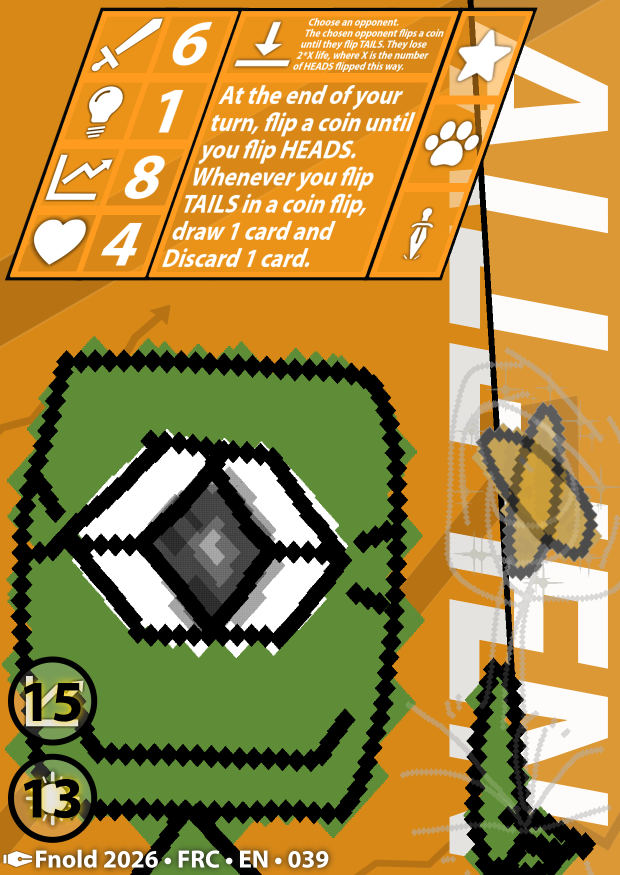 6
1
8
4
Choose an opponent.
The chosen opponent flips a coin
until they flip TAILS. They lose
2*X life, where X is the number
of HEADS flipped this way.
At the end of your
turn, flip a coin until
you flip HEADS.
Whenever you flip
TAILS in a coin flip,
draw 1 card and
Discard 1 card.
15
13
Fnold 2026 • FRC • EN • 039